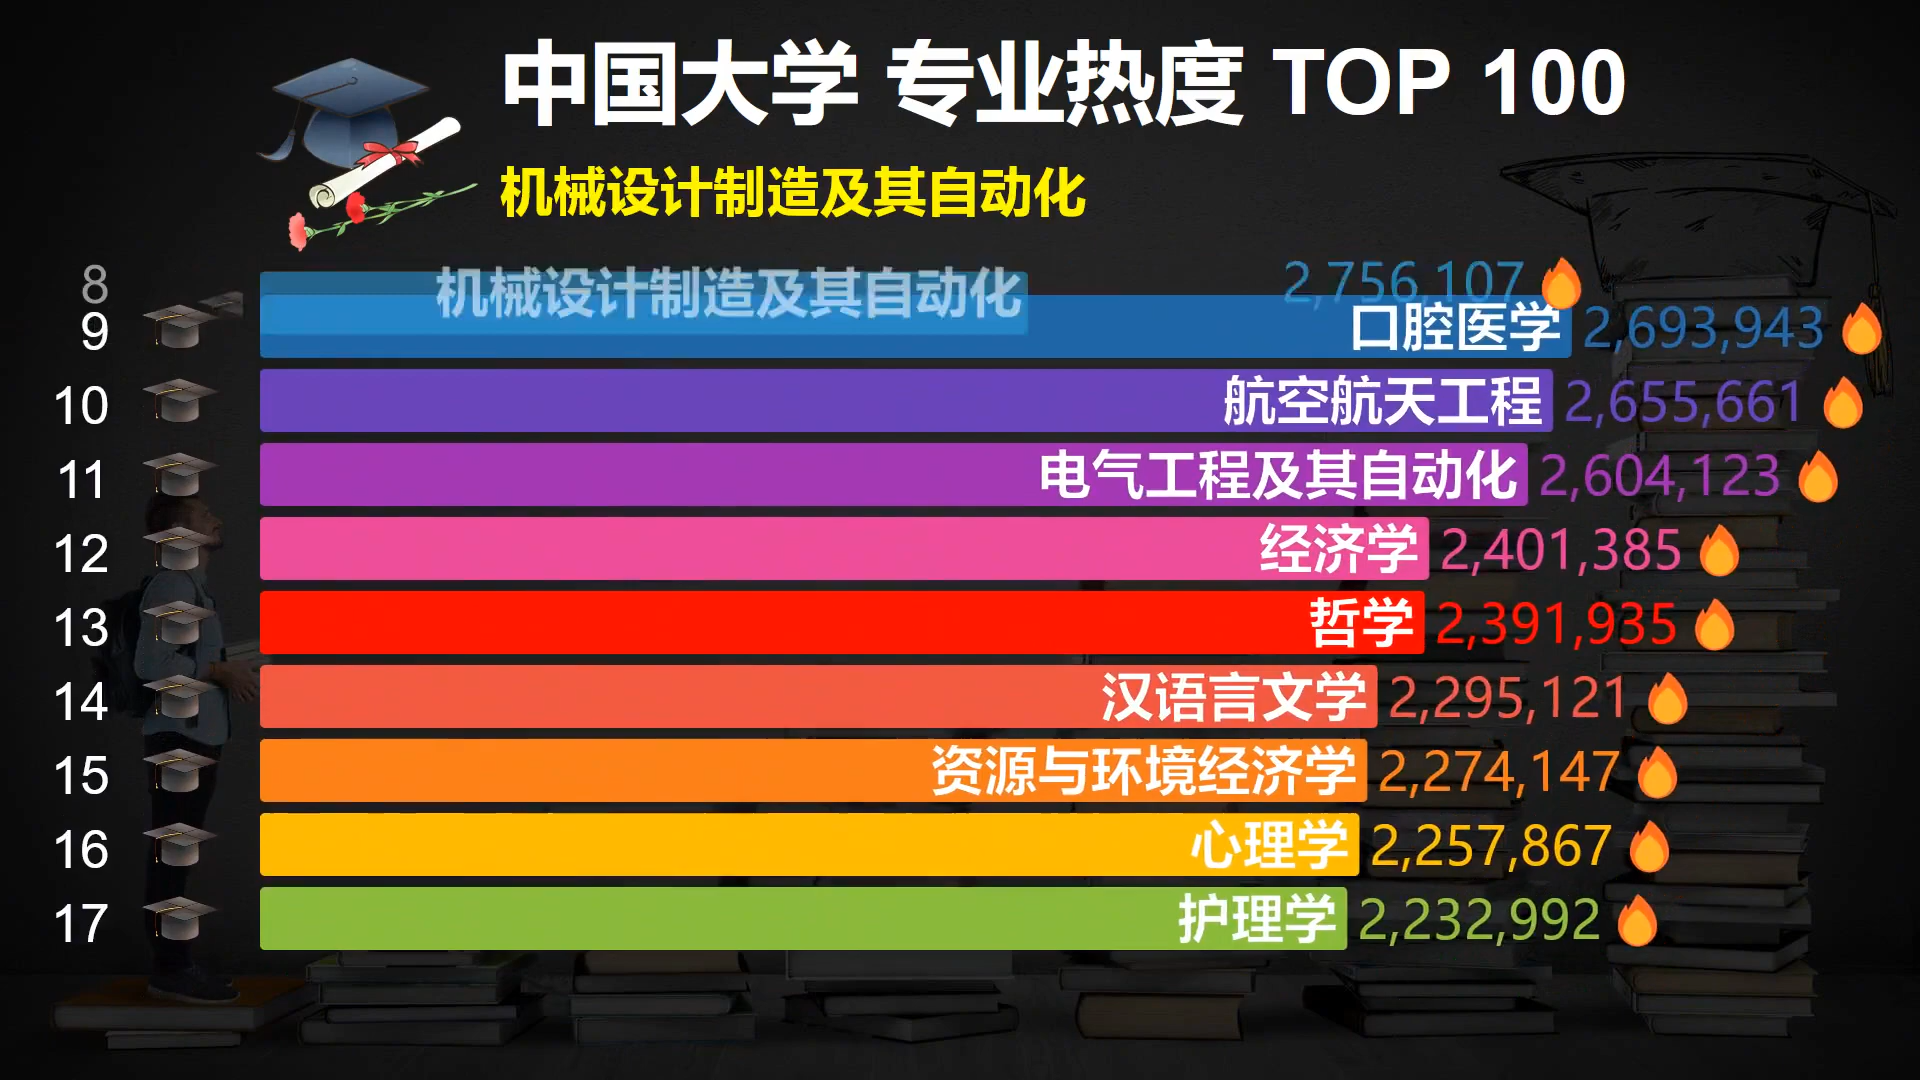 中国大学 专业热度 TOP 100
机械设计制造及其自动化
8 机械设计制造及其自动化 2,756,107
9 口腔医学 2,693,943
10 航空航天工程 2,655,661
11 电气工程及其自动化 2,604,123
12 经济学 2,401,385
13 哲学 2,391,935
14 汉语言文学 2,295,121
15 资源与环境经济学 2,274,147
16 心理学 2,257,867
17 护理学 2,232,992